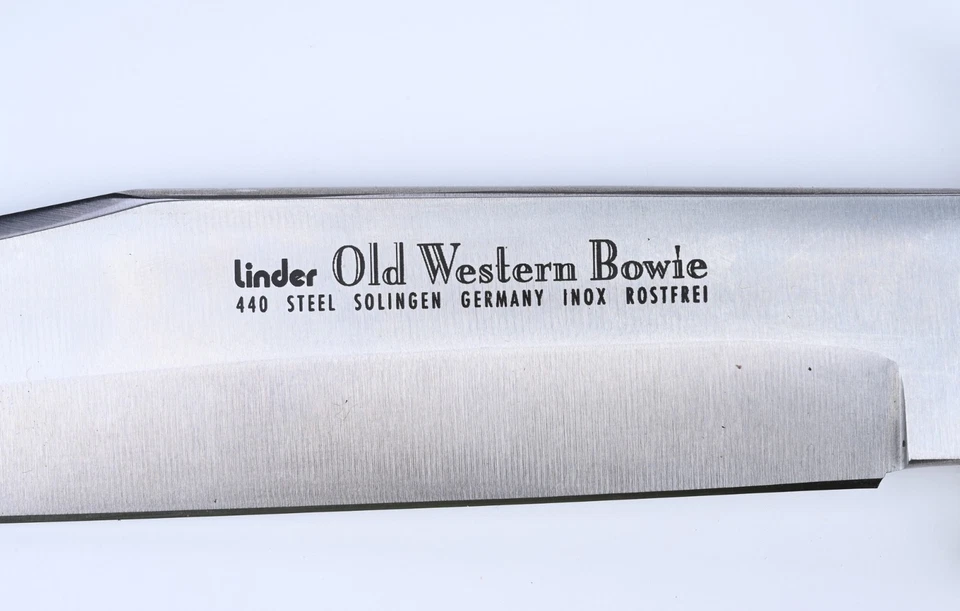 Linder Old Western Bowie
440 STEEL SOLINGEN GERMANY INOX ROSTFREI